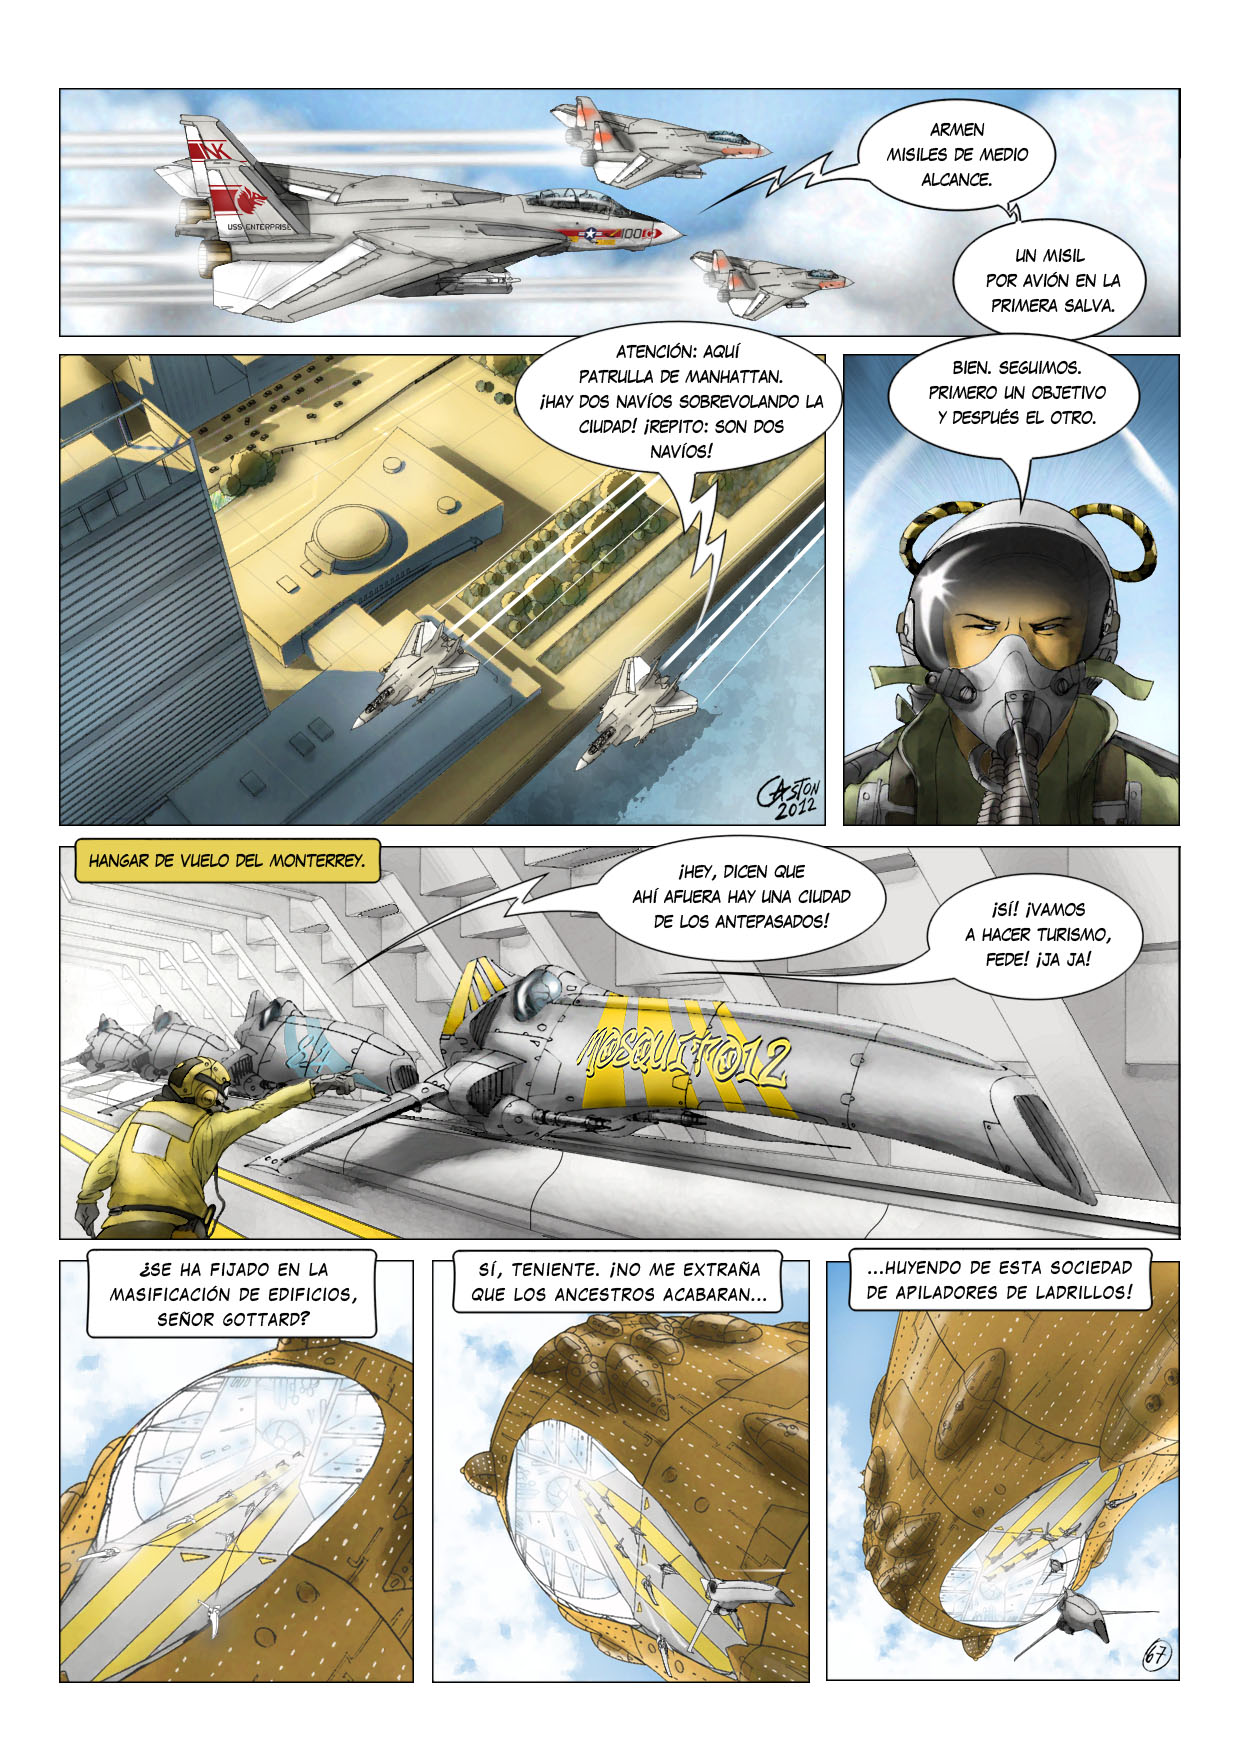 NK
USS ENTERPRISE
100
ARMEN
MISILES DE MEDIO
ALCANCE.
UN MISIL
POR AVIÓN EN LA
PRIMERA SALVA.
ATENCIÓN: AQUÍ
PATRULLA DE MANHATTAN.
¡HAY DOS NAVÍOS SOBREVOLANDO LA
CIUDAD! ¡REPITO: SON DOS
NAVÍOS!
GASTON
2012
BIEN. SEGUIMOS.
PRIMERO UN OBJETIVO
Y DESPUÉS EL OTRO.
HANGAR DE VUELO DEL MONTERREY.
¡HEY, DICEN QUE
AHÍ AFUERA HAY UNA CIUDAD
DE LOS ANTEPASADOS!
¡SÍ! ¡VAMOS
A HACER TURISMO,
FEDE! ¡JA JA!
MOSQUITO12
¿SE HA FIJADO EN LA
MASIFICACIÓN DE EDIFICIOS,
SEÑOR GOTTARD?
SÍ, TENIENTE. ¡NO ME EXTRAÑA
QUE LOS ANCESTROS ACABARAN...
...HUYENDO DE ESTA SOCIEDAD
DE APILADORES DE LADRILLOS!
67